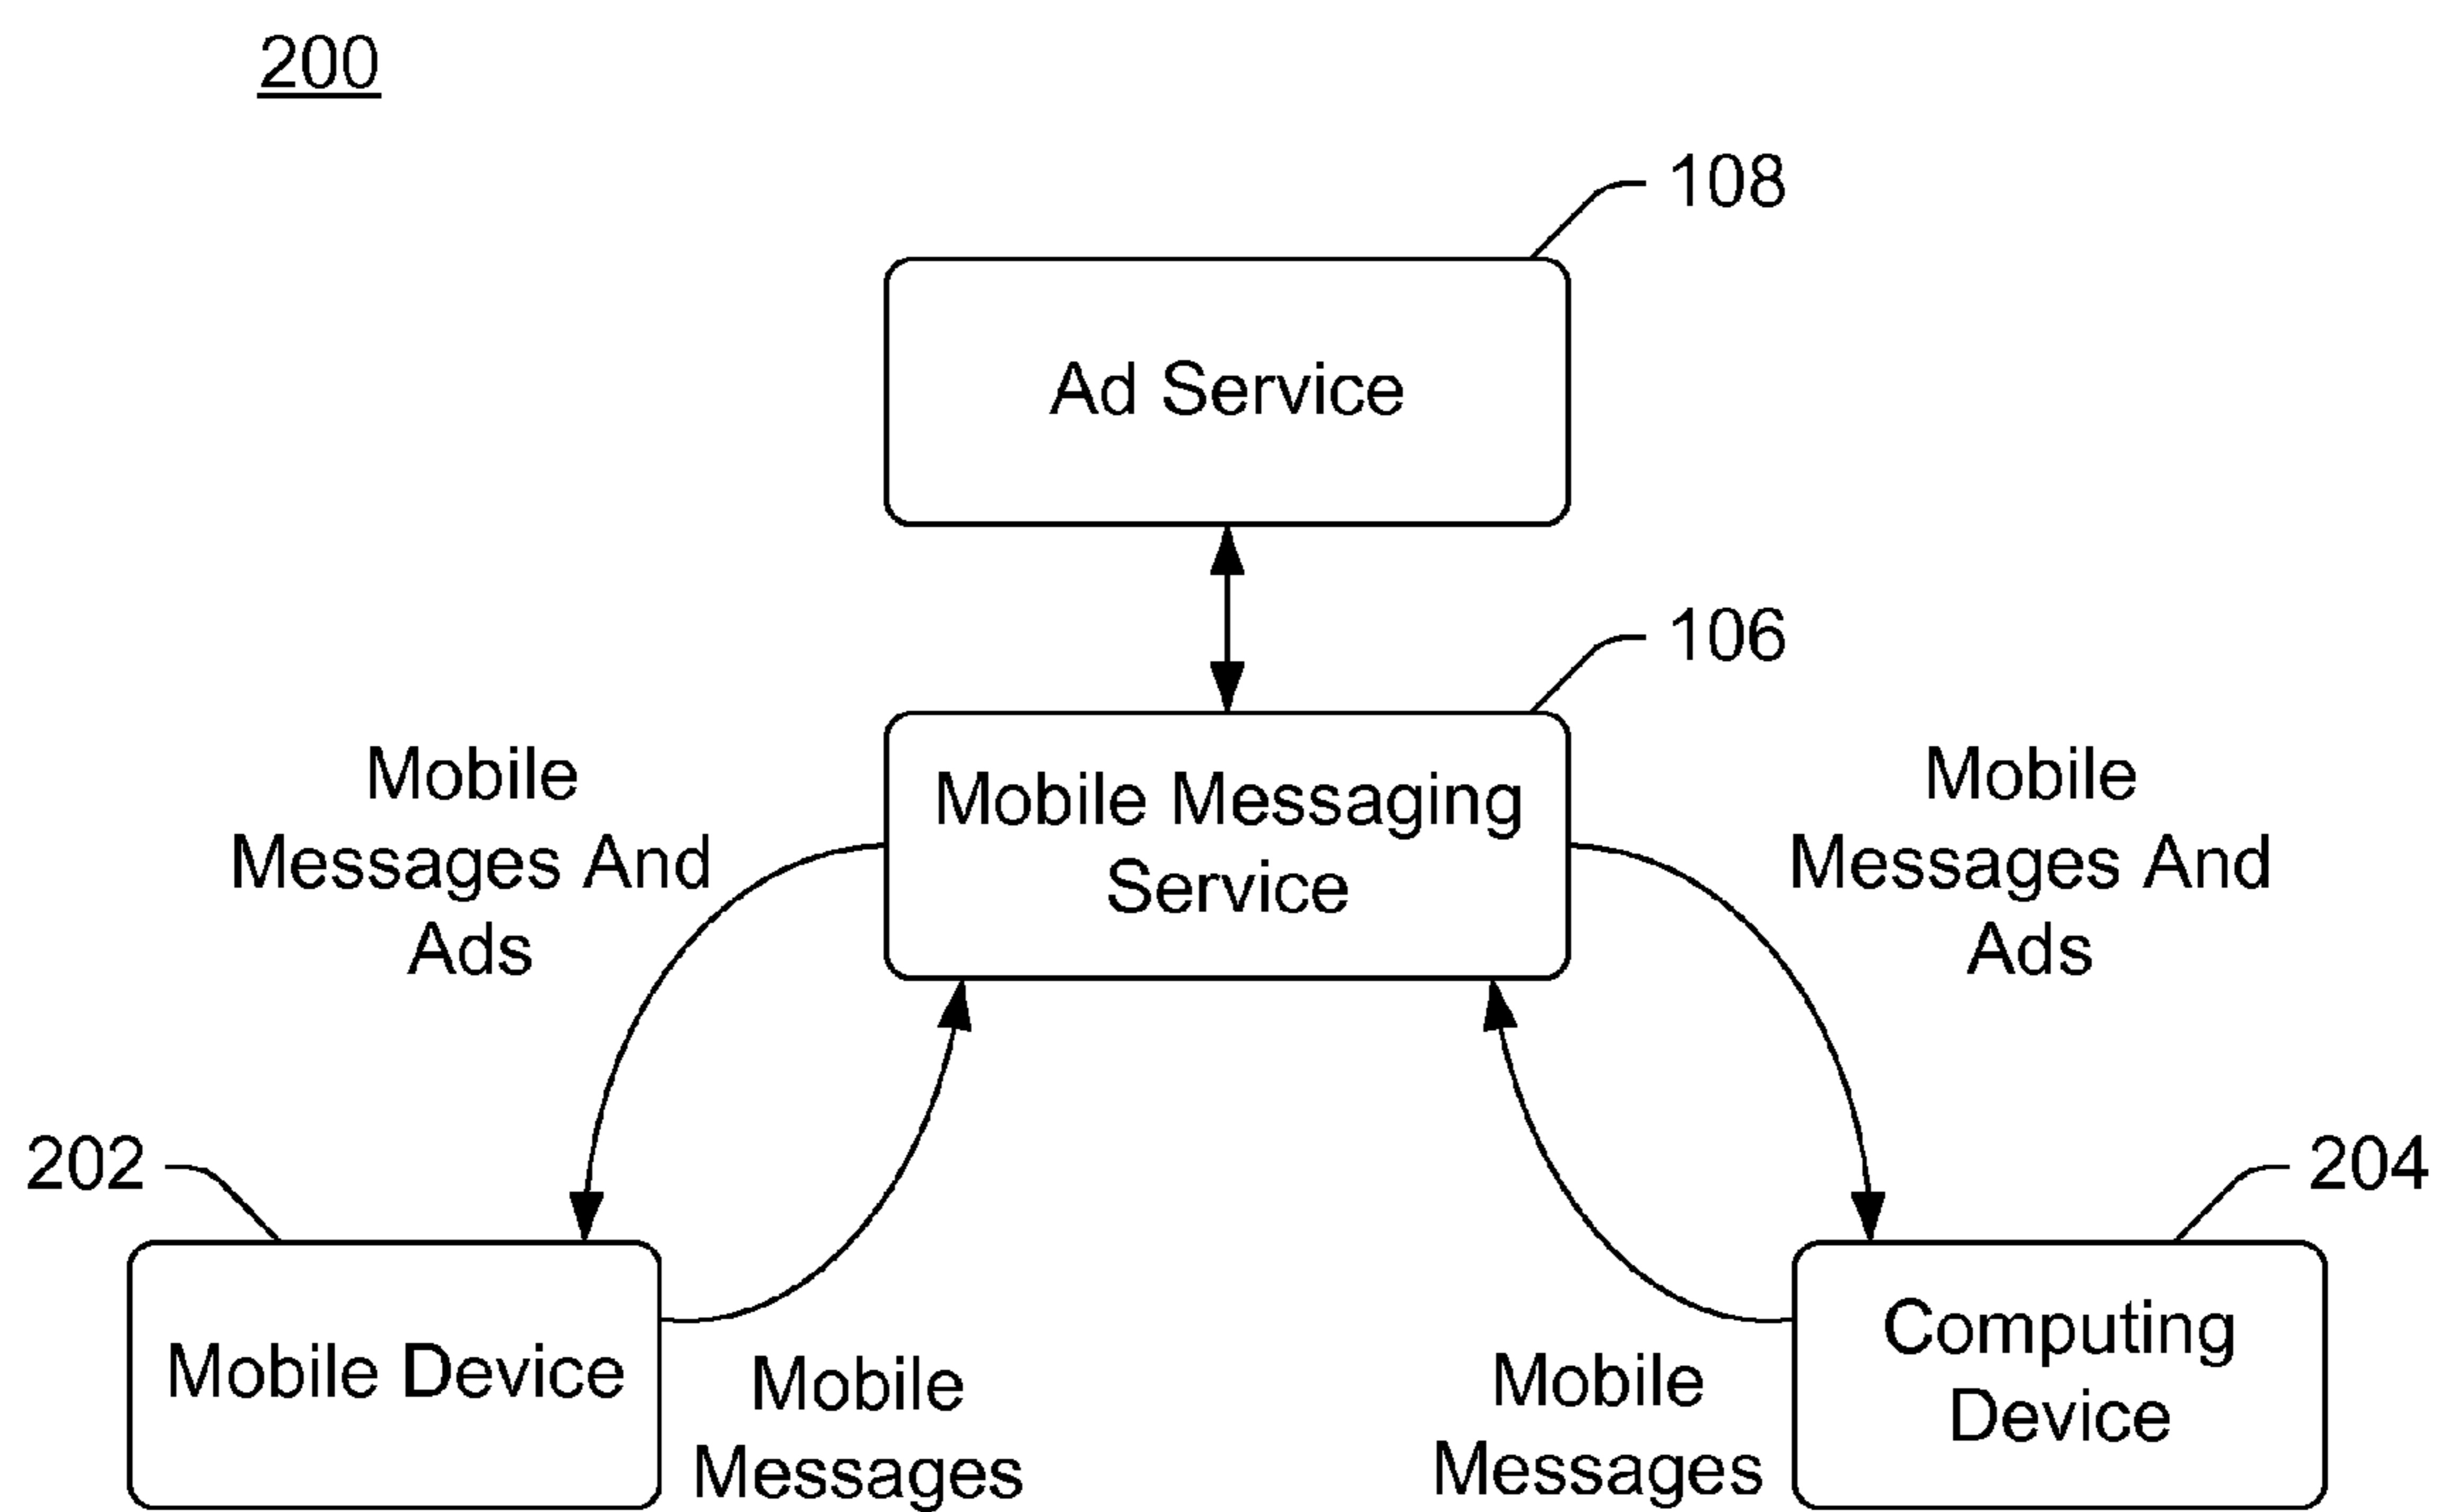 200
108
Ad Service
106
Mobile Messaging
Service
Mobile
Messages And
Ads
Mobile
Messages And
Ads
202
204
Mobile Device
Mobile
Messages
Mobile
Messages
Computing
Device